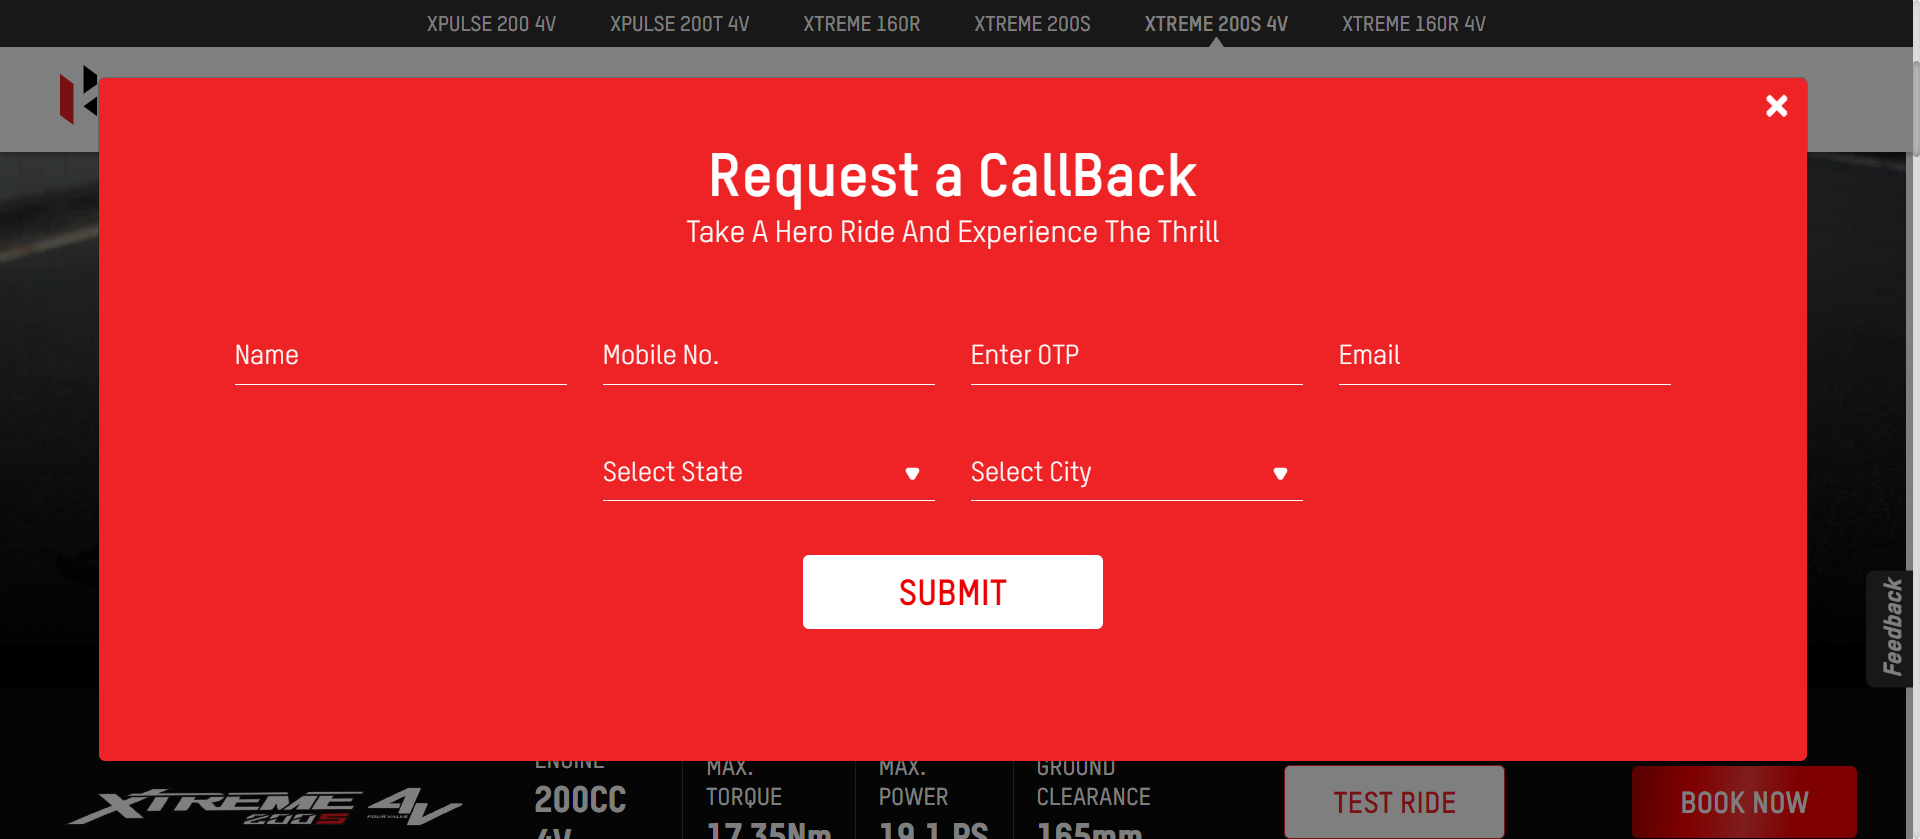 XPULSE 200 4V XPULSE 200T 4V XTREME 160R XTREME 200S XTREME 200S 4V XTREME 160R 4V
Request a CallBack
Take A Hero Ride And Experience The Thrill
Name Mobile No. Enter OTP Email
Select State Select City
SUBMIT
Feedback
XTREME 4V
200S FOUR VALVE
ENGINE
200CC
4V
MAX.
TORQUE
17.35Nm
MAX.
POWER
19.1 PS
GROUND
CLEARANCE
165mm
TEST RIDE
BOOK NOW